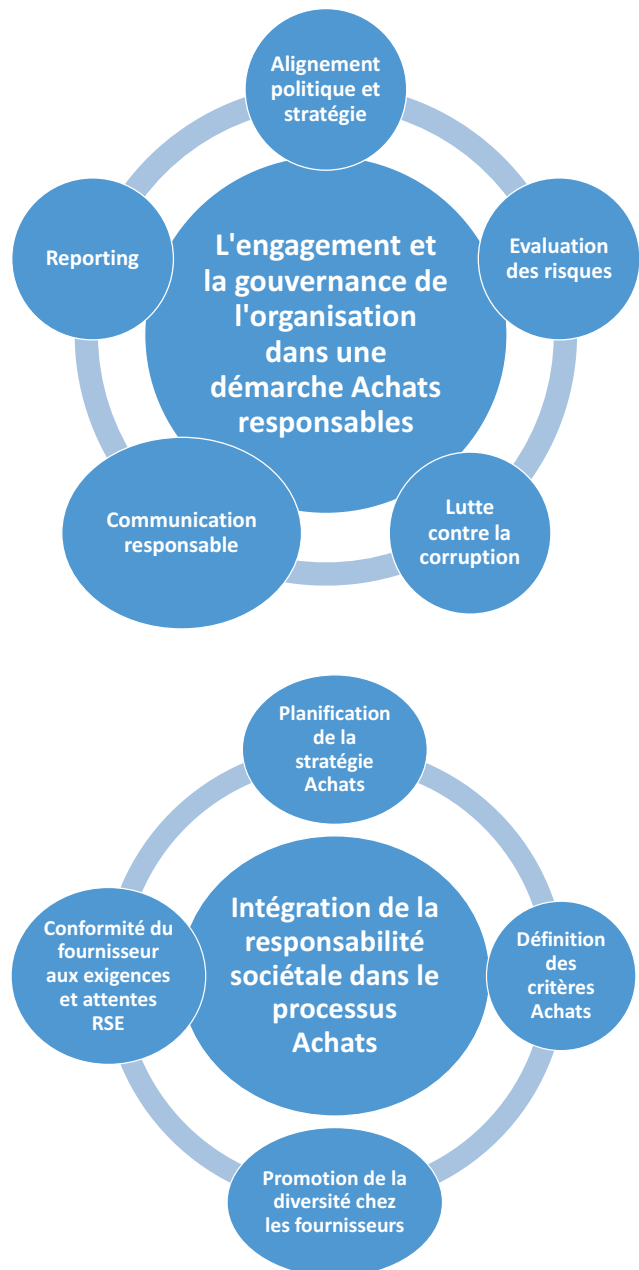 Alignement
politique et
stratégie
Reporting
L'engagement et
la gouvernance de
l'organisation
dans une
démarche Achats
responsables
Evaluation
des risques
Communication
responsable
Lutte
contre la
corruption
Planification
de la
stratégie
Achats
Conformité du
fournisseur
aux exigences
et attentes
RSE
Intégration de la
responsabilité
sociétale dans le
processus
Achats
Définition
des
critères
Achats
Promotion de la
diversité chez
les fournisseurs